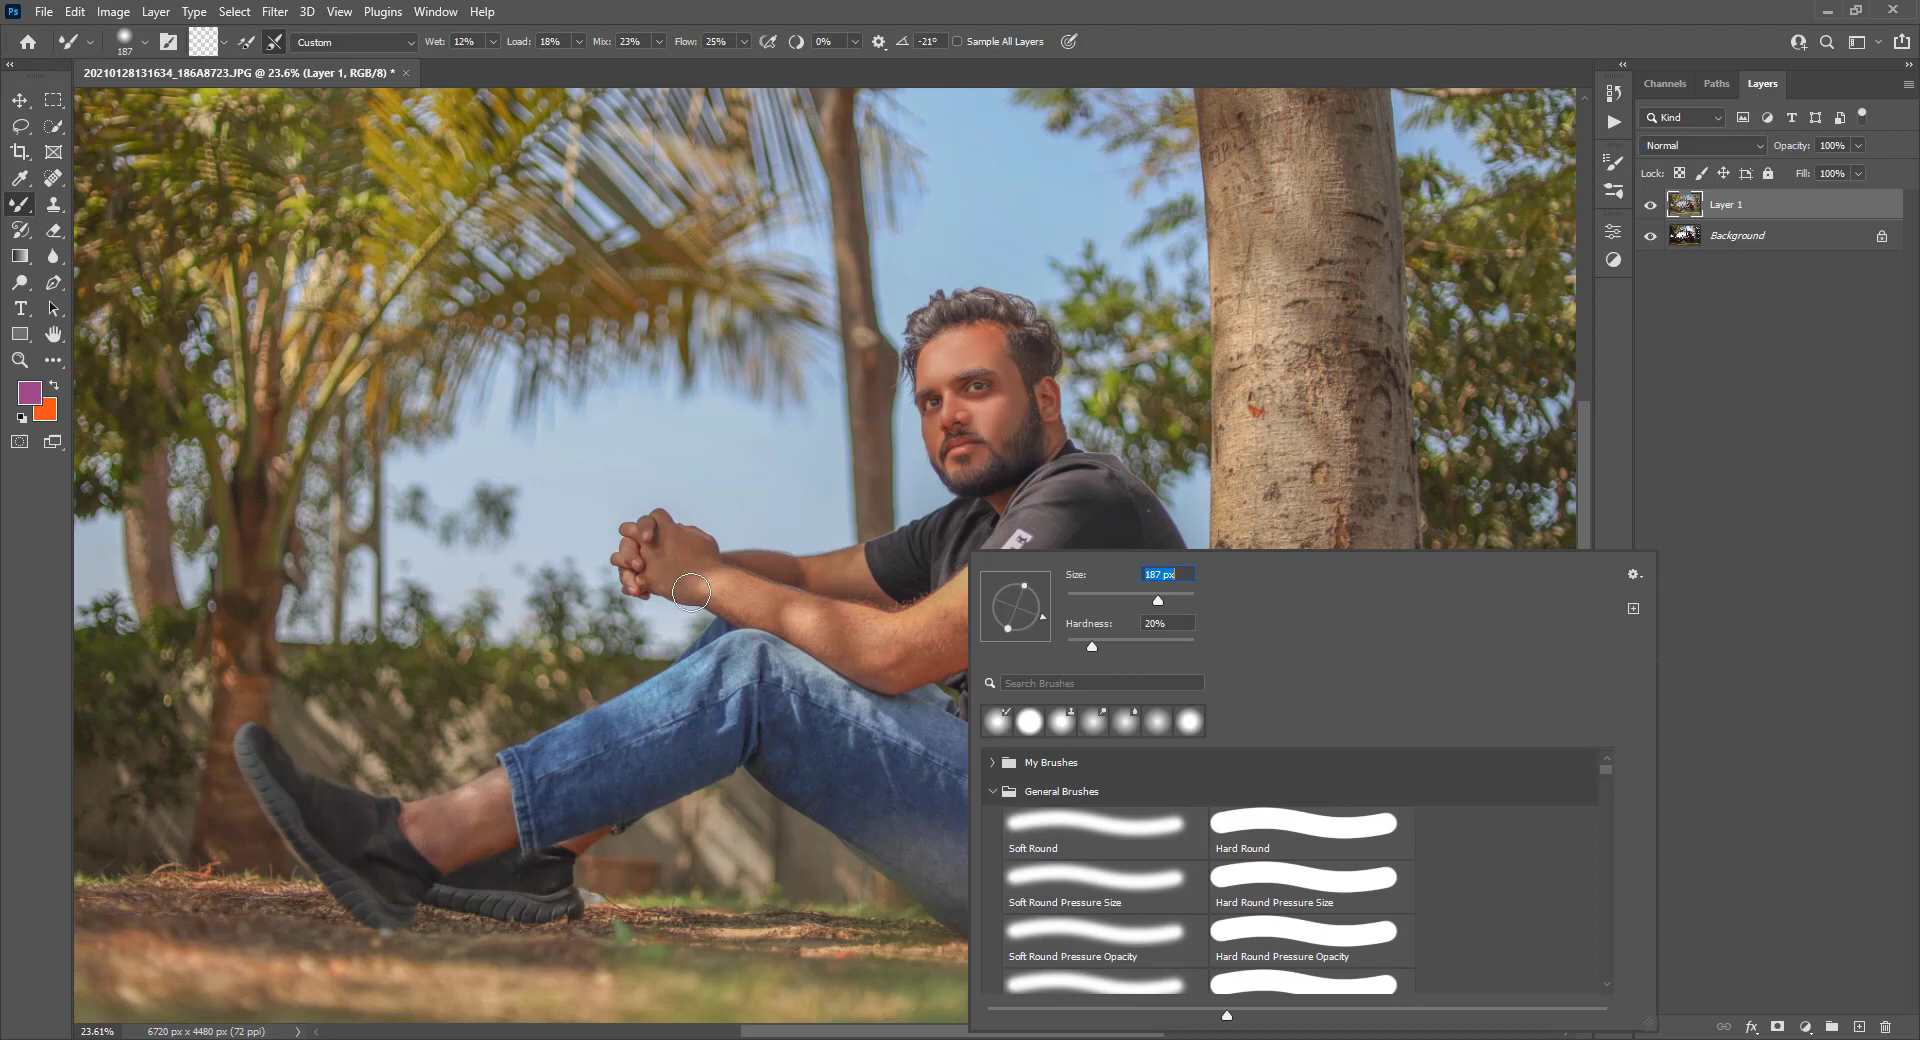 Ps File Edit Image Layer Type Select Filter 3D View Plugins Window Help
187 Custom Wet: 12% Load: 18% Mix: 23% Flow: 25% 0% -21° Sample All Layers
20210128131634_186A8723.JPG @ 23.6% (Layer 1, RGB/8) * ×
Channels Paths Layers
Kind
Normal Opacity: 100%
Lock: Fill: 100%
Layer 1
Background
Size: 187 px
Hardness: 20%
Search Brushes
My Brushes
General Brushes
Soft Round Hard Round
Soft Round Pressure Size Hard Round Pressure Size
Soft Round Pressure Opacity Hard Round Pressure Opacity
23.61% 6720 px x 4480 px (72 ppi)
fx